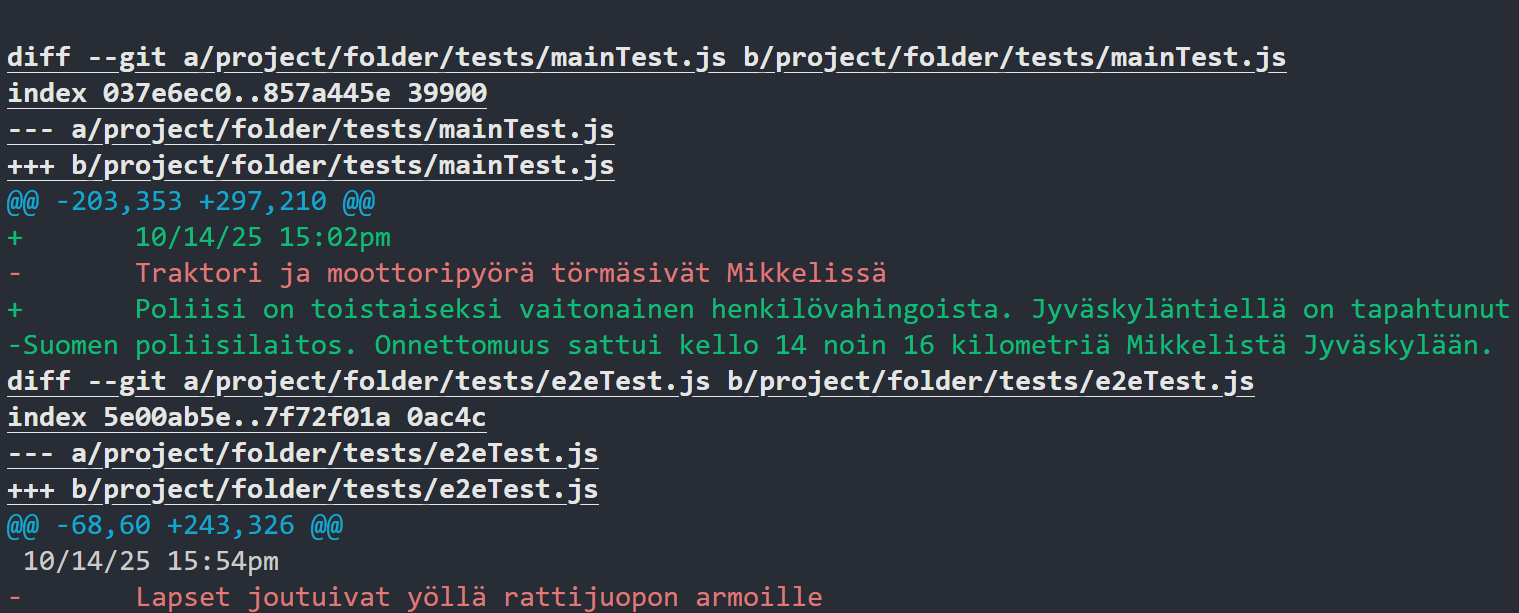 diff --git a/project/folder/tests/mainTest.js b/project/folder/tests/mainTest.js
index 037e6ec0..857a445e 39900
--- a/project/folder/tests/mainTest.js
+++ b/project/folder/tests/mainTest.js
@@ -203,353 +297,210 @@
+       10/14/25 15:02pm
-       Traktori ja moottoripyörä törmäsivät Mikkelissä
+       Poliisi on toistaiseksi vaitonainen henkilövahingoista. Jyväskyläntiellä on tapahtunut
-Suomen poliisilaitos. Onnettomuus sattui kello 14 noin 16 kilometriä Mikkelistä Jyväskylään.
diff --git a/project/folder/tests/e2eTest.js b/project/folder/tests/e2eTest.js
index 5e00ab5e..7f72f01a 0ac4c
--- a/project/folder/tests/e2eTest.js
+++ b/project/folder/tests/e2eTest.js
@@ -68,60 +243,326 @@
 10/14/25 15:54pm
-       Lapset joutuivat yöllä rattijuopon armoille